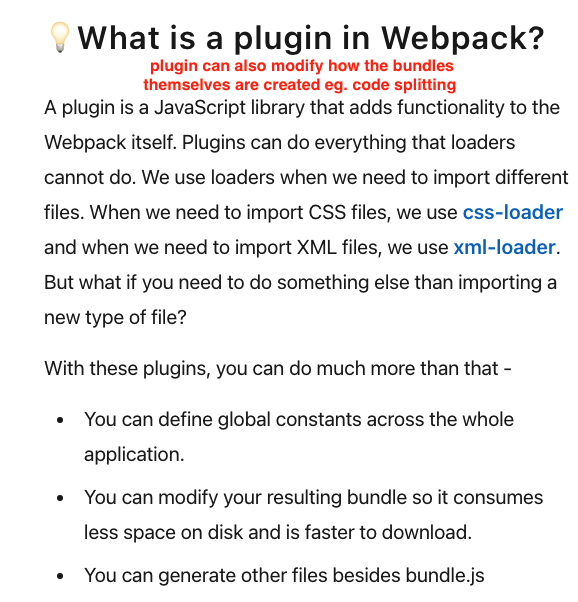 💡What is a plugin in Webpack?
plugin can also modify how the bundles
themselves are created eg. code splitting
A plugin is a JavaScript library that adds functionality to the
Webpack itself. Plugins can do everything that loaders
cannot do. We use loaders when we need to import different
files. When we need to import CSS files, we use css-loader
and when we need to import XML files, we use xml-loader.
But what if you need to do something else than importing a
new type of file?
With these plugins, you can do much more than that -
• You can define global constants across the whole
application.
• You can modify your resulting bundle so it consumes
less space on disk and is faster to download.
• You can generate other files besides bundle.js